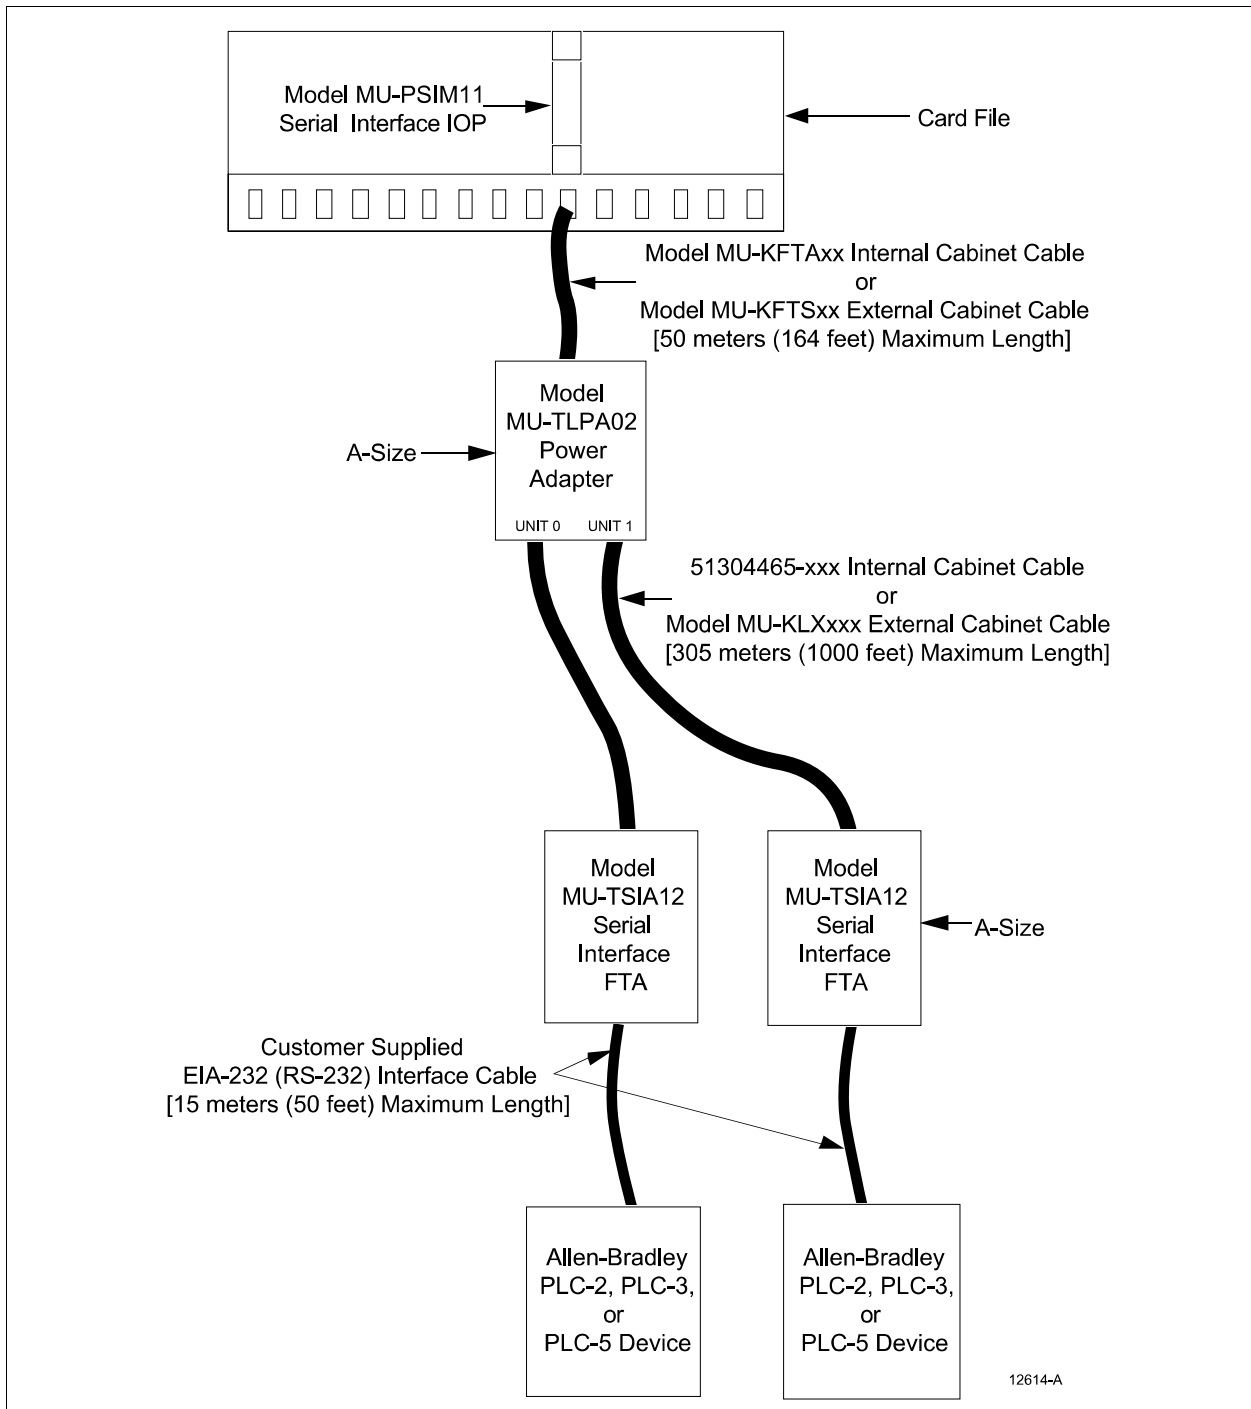 Model MU-PSIM11
Serial Interface IOP
Card File
Model MU-KFTAxx Internal Cabinet Cable
or
Model MU-KFTSxx External Cabinet Cable
[50 meters (164 feet) Maximum Length]
Model
MU-TLPA02
Power
Adapter
A-Size
UNIT 0 UNIT 1
51304465-xxx Internal Cabinet Cable
or
Model MU-KLXxxx External Cabinet Cable
[305 meters (1000 feet) Maximum Length]
Model
MU-TSIA12
Serial
Interface
FTA
Model
MU-TSIA12
Serial
Interface
FTA
A-Size
Customer Supplied
EIA-232 (RS-232) Interface Cable
[15 meters (50 feet) Maximum Length]
Allen-Bradley
PLC-2, PLC-3,
or
PLC-5 Device
Allen-Bradley
PLC-2, PLC-3,
or
PLC-5 Device
12614-A